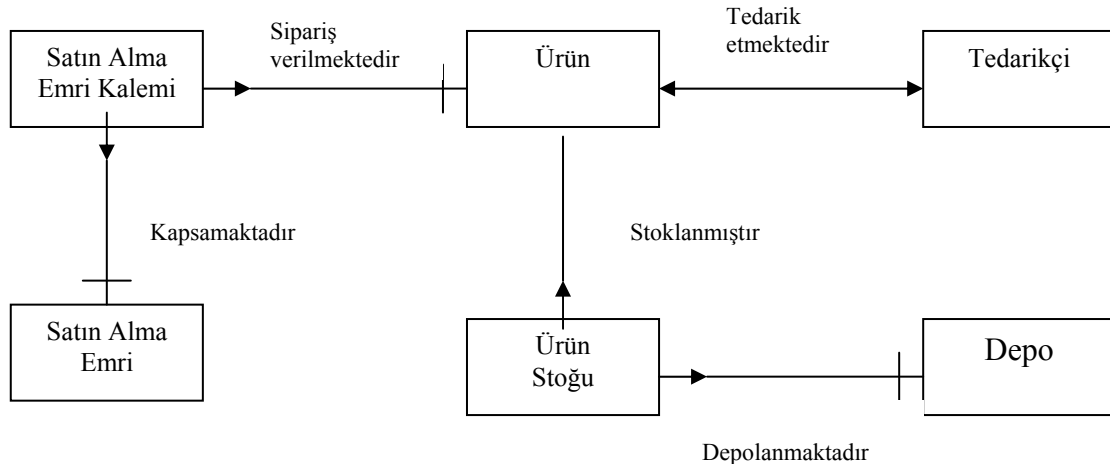 Satın Alma
Emri Kalemi
Sipariş
verilmektedir
Ürün
Tedarik
etmektedir
Tedarikçi
Kapsamaktadır
Stoklanmıştır
Satın Alma
Emri
Ürün
Stoğu
Depo
Depolanmaktadır